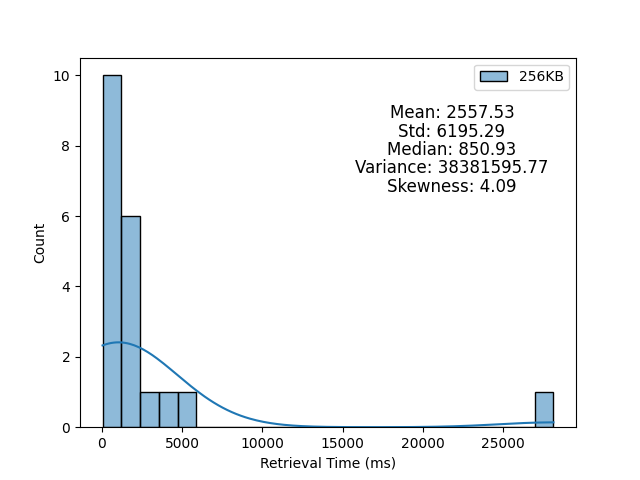 256KB
Mean: 2557.53
Std: 6195.29
Median: 850.93
Variance: 38381595.77
Skewness: 4.09
10
8
6
4
2
0
Count
0 5000 10000 15000 20000 25000
Retrieval Time (ms)